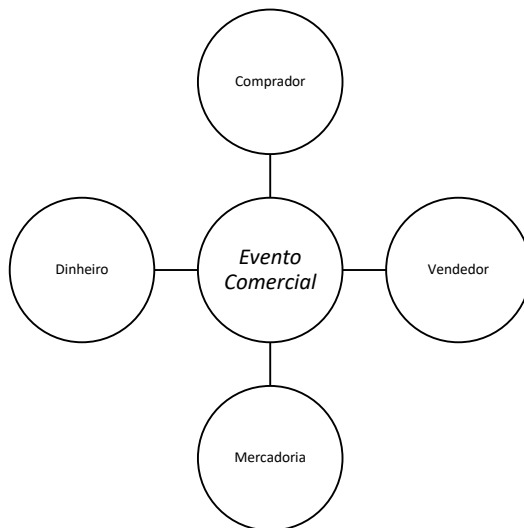 Comprador
Dinheiro
Evento
Comercial
Vendedor
Mercadoria